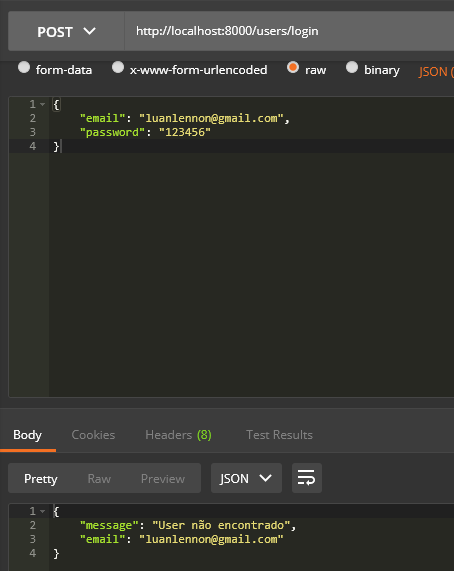 POST http://localhost:8000/users/login
form-data x-www-form-urlencoded raw binary JSON (
1 {
2 "email": "luanlennon@gmail.com",
3 "password": "123456"
4 }
Body Cookies Headers (8) Test Results
Pretty Raw Preview JSON
1 {
2 "message": "User não encontrado",
3 "email": "luanlennon@gmail.com"
4 }